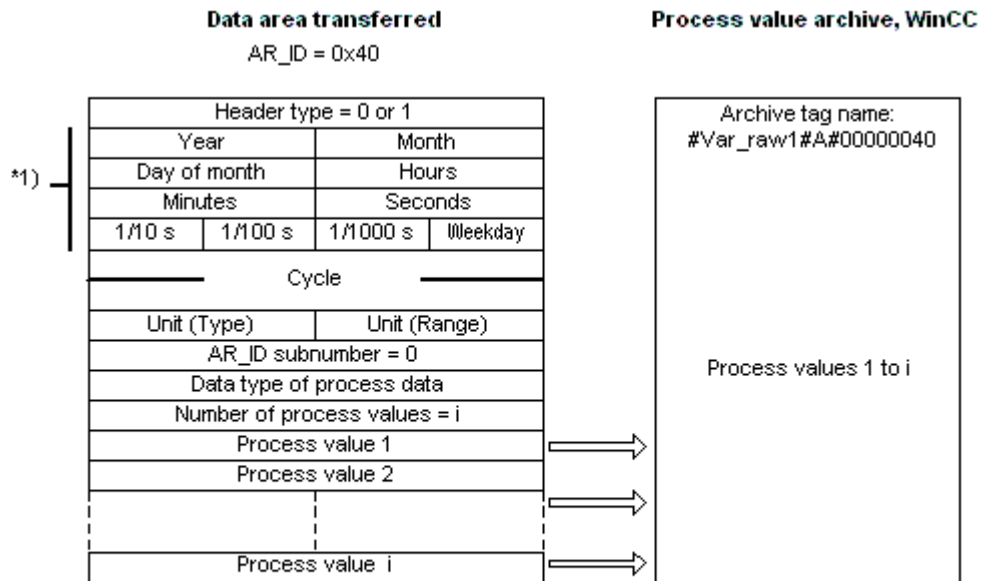 Data area transferred
AR_ID = 0x40
Process value archive, WinCC
Header type = 0 or 1
Year Month
Day of month Hours
Minutes Seconds
1/10 s 1/100 s 1/1000 s Weekday
*1)
Cycle
Unit (Type) Unit (Range)
AR_ID subnumber = 0
Data type of process data
Number of process values = i
Process value 1
Process value 2
Process value i
Archive tag name:
#Var_raw1#A#00000040
Process values 1 to i